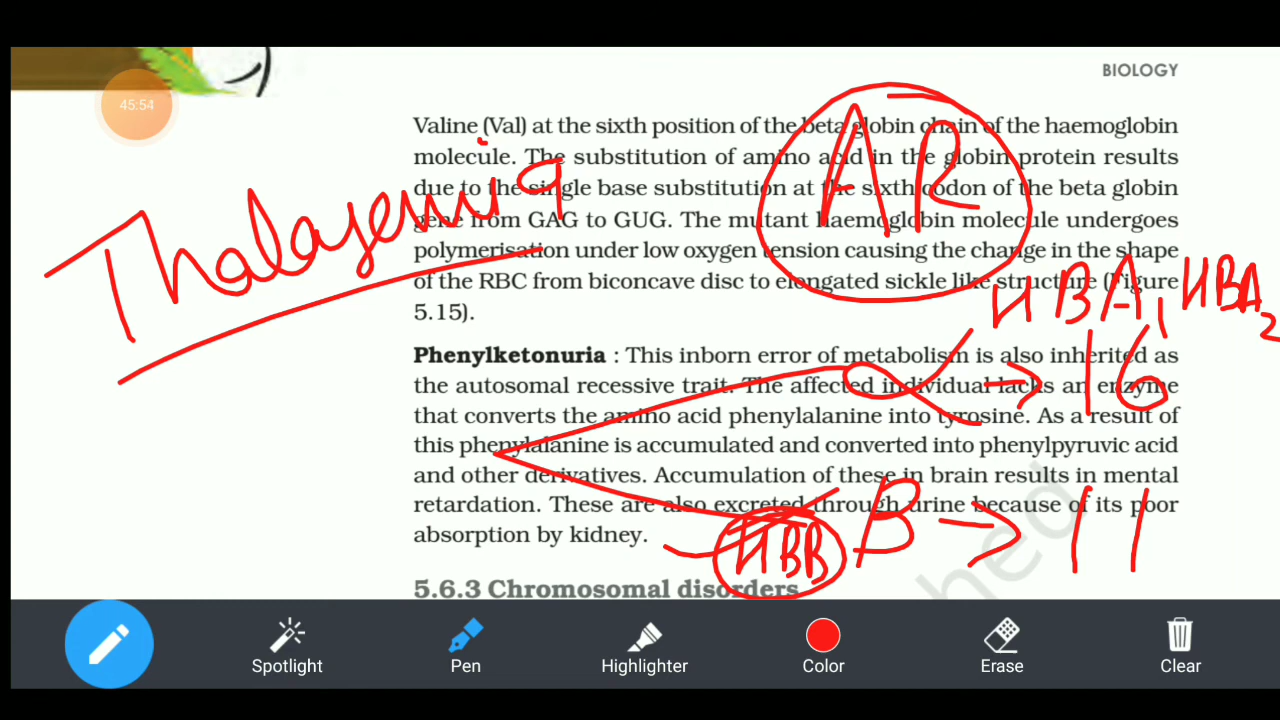 BIOLOGY
45:54
Valine (Val) at the sixth position of the beta globin chain of the haemoglobin
molecule. The substitution of amino acid in the globin protein results
due to the single base substitution at the sixth codon of the beta globin
gene from GAG to GUG. The mutant haemoglobin molecule undergoes
polymerisation under low oxygen tension causing the change in the shape
of the RBC from biconcave disc to elongated sickle like structure (Figure
5.15).
AR
Thalasemia
HBA1, HBA2
Phenylketonuria : This inborn error of metabolism is also inherited as
the autosomal recessive trait. The affected individual lacks an enzyme
that converts the amino acid phenylalanine into tyrosine. As a result of
this phenylalanine is accumulated and converted into phenylpyruvic acid
and other derivatives. Accumulation of these in brain results in mental
retardation. These are also excreted through urine because of its poor
absorption by kidney.
α → 16
HBB β → 11
5.6.3 Chromosomal disorders
hed
Spotlight
Pen
Highlighter
Color
Erase
Clear